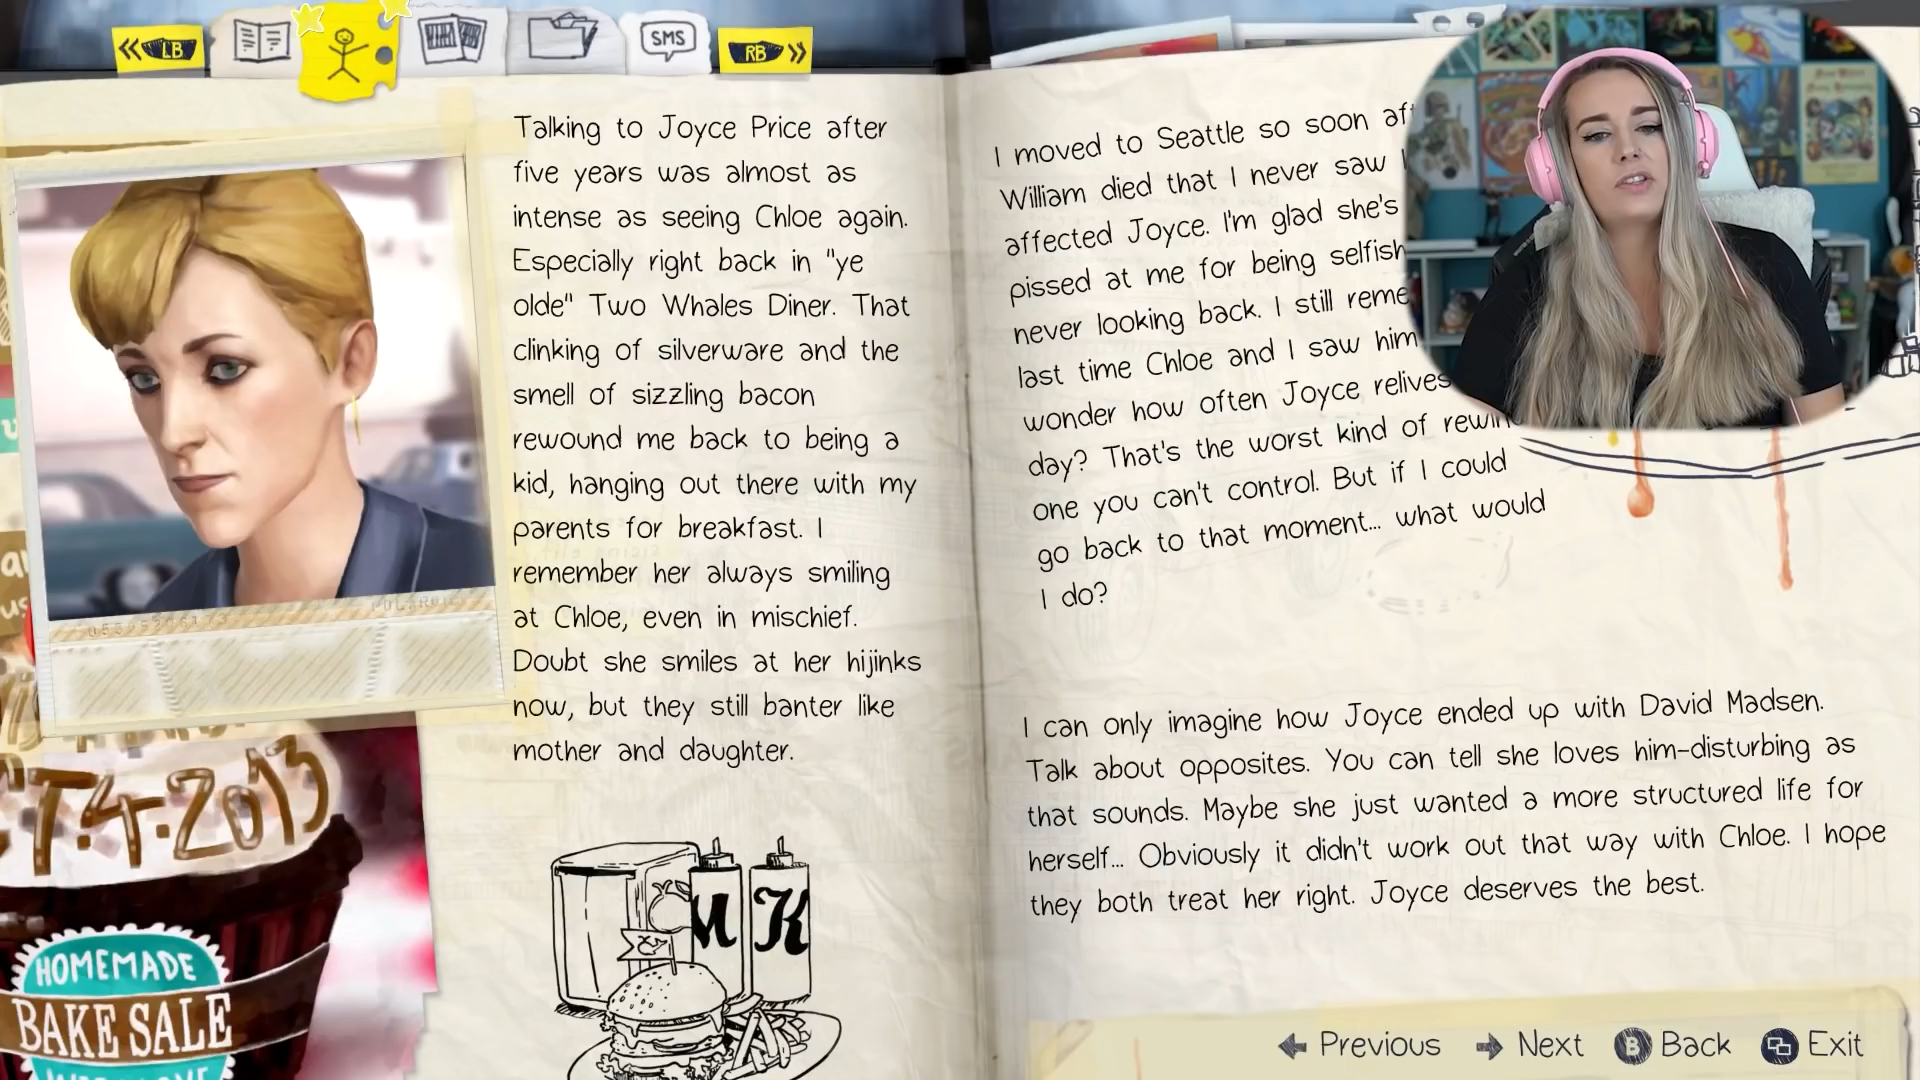 LB
SMS
RB
Talking to Joyce Price after
five years was almost as
intense as seeing Chloe again.
Especially right back in "ye
olde" Two Whales Diner. That
clinking of silverware and the
smell of sizzling bacon
rewound me back to being a
kid, hanging out there with my
parents for breakfast. I
remember her always smiling
at Chloe, even in mischief.
Doubt she smiles at her hijinks
now, but they still banter like
mother and daughter.
M K
I moved to Seattle so soon
William died that I never saw
affected Joyce. I'm glad she's
pissed at me for being
never looking back. I still
last time Chloe and I saw him
wonder how often Joyce relives
day? That's the worst kind of
one you can't control. But if I could
go back to that moment... what would
I do?
I can only imagine how Joyce ended up with David Madsen.
Talk about opposites. You can tell she loves him-disturbing as
that sounds. Maybe she just wanted a more structured life for
herself... Obviously it didn't work out that way with Chloe. I hope
they both treat her right. Joyce deserves the best.
T.4.2013
HOMEMADE
BAKE SALE
Previous Next B Back Exit